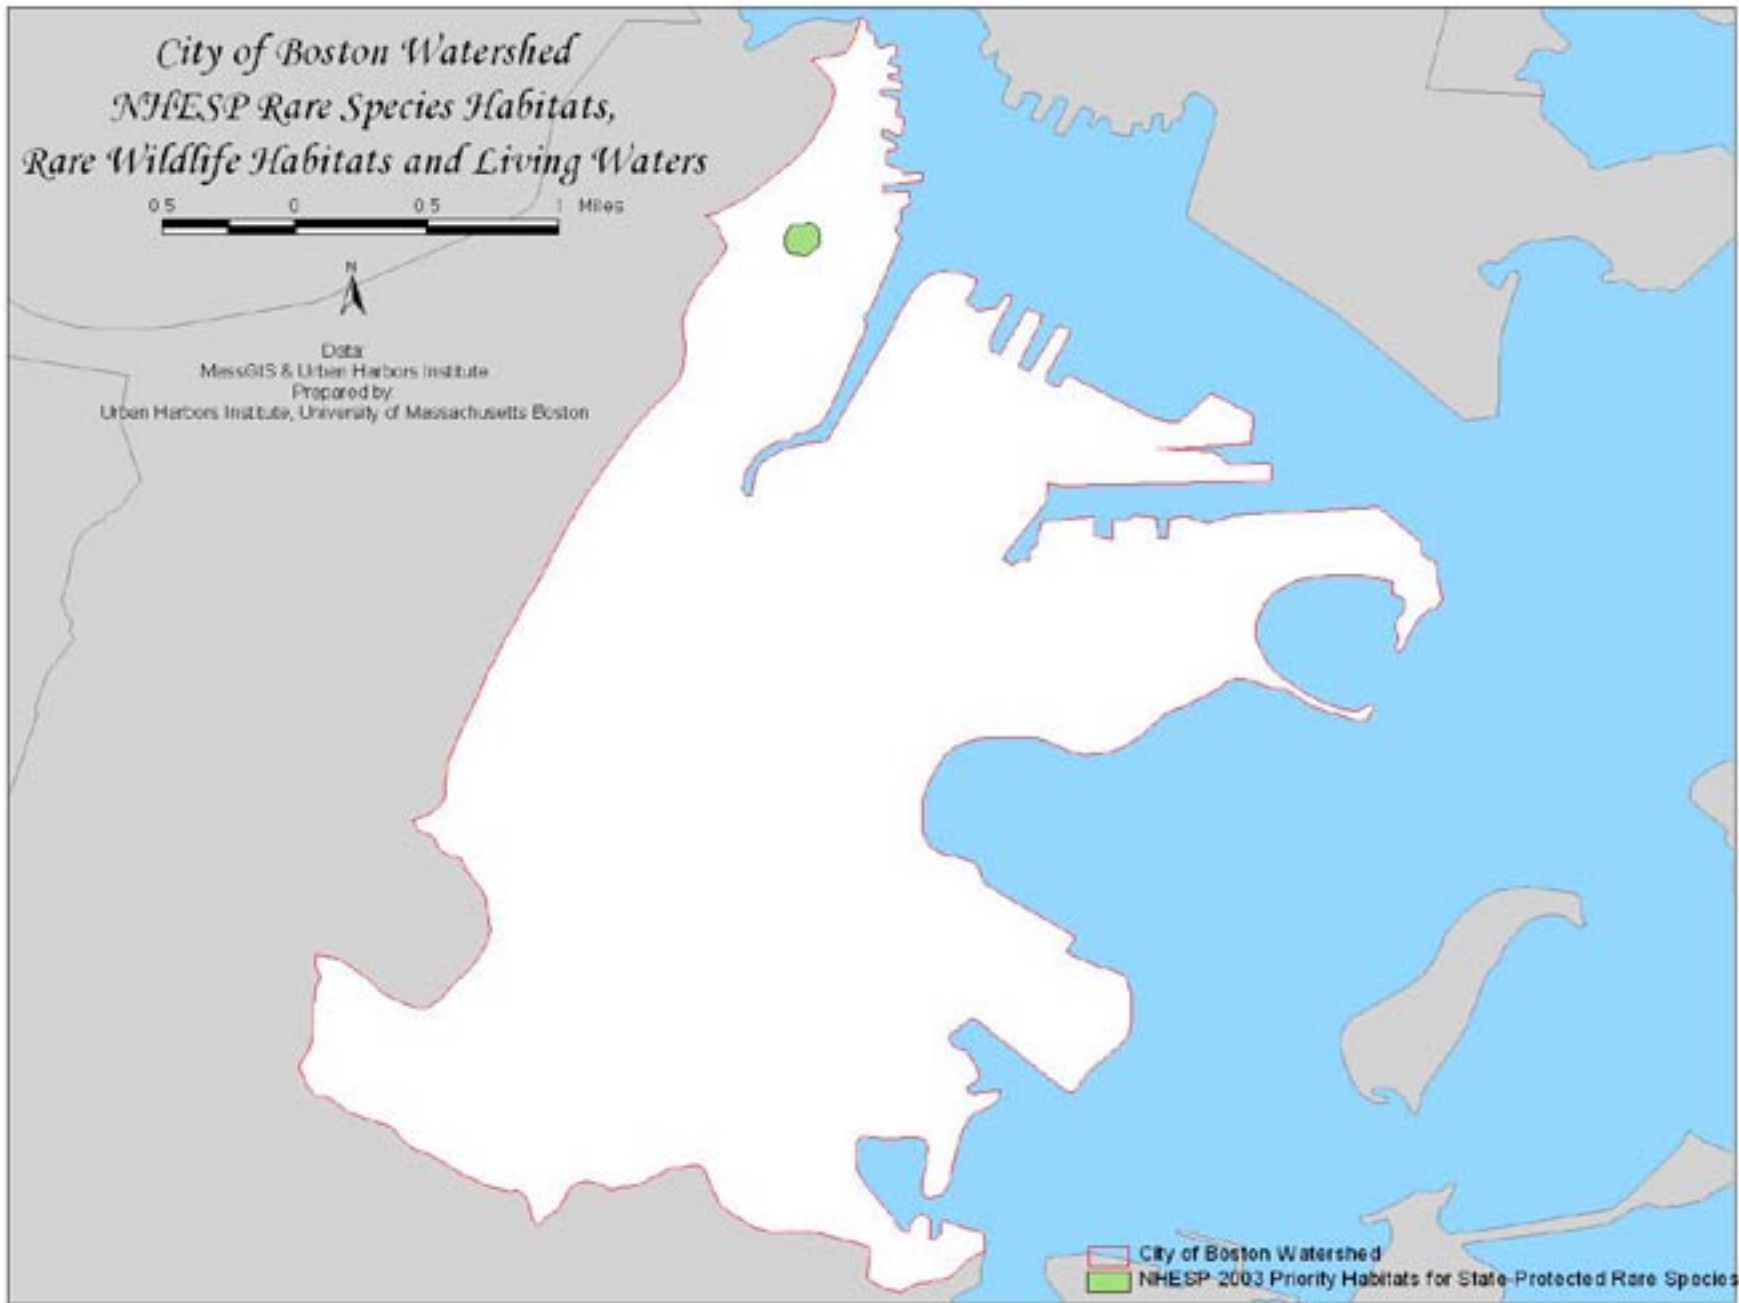 City of Boston Watershed
NHESP Rare Species Habitats,
Rare Wildlife Habitats and Living Waters
0.5 0 0.5 1 Miles
N
Data:
MassGIS & Urban Harbors Institute
Prepared by:
Urban Harbors Institute, University of Massachusetts Boston
City of Boston Watershed
NHESP 2003 Priority Habitats for State-Protected Rare Species